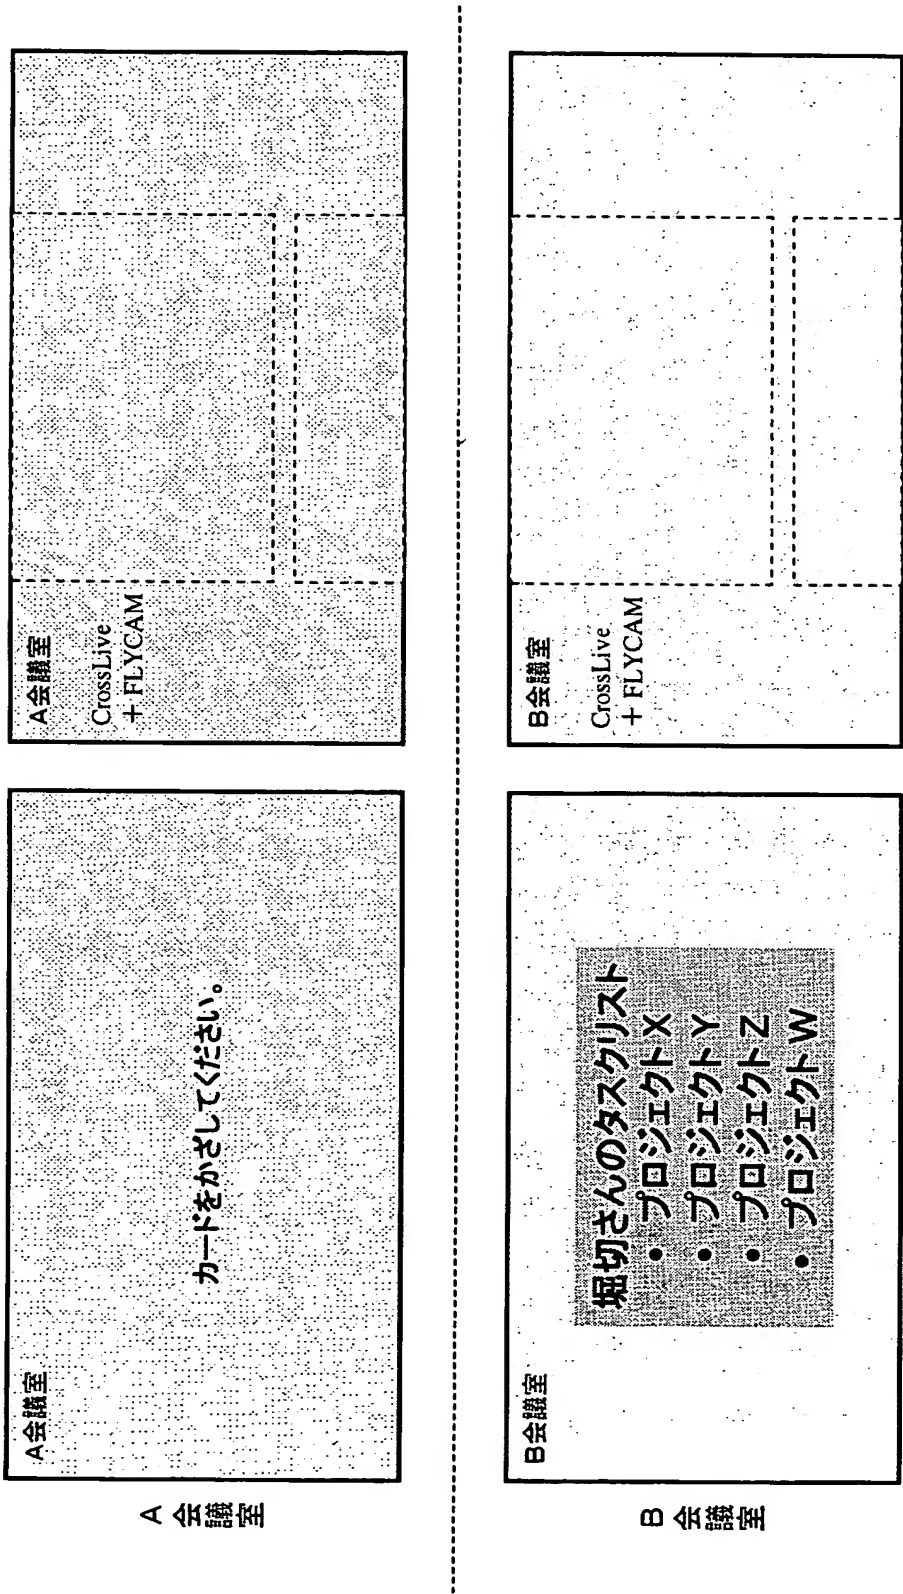 A 会議室
A会議室
カードをかざしてください。
A会議室
CrossLive
+ FLYCAM
B 会議室
B会議室
堀切さんのタスクリスト
• プロジェクトX
• プロジェクトY
• プロジェクトZ
• プロジェクトW
B会議室
CrossLive
+ FLYCAM